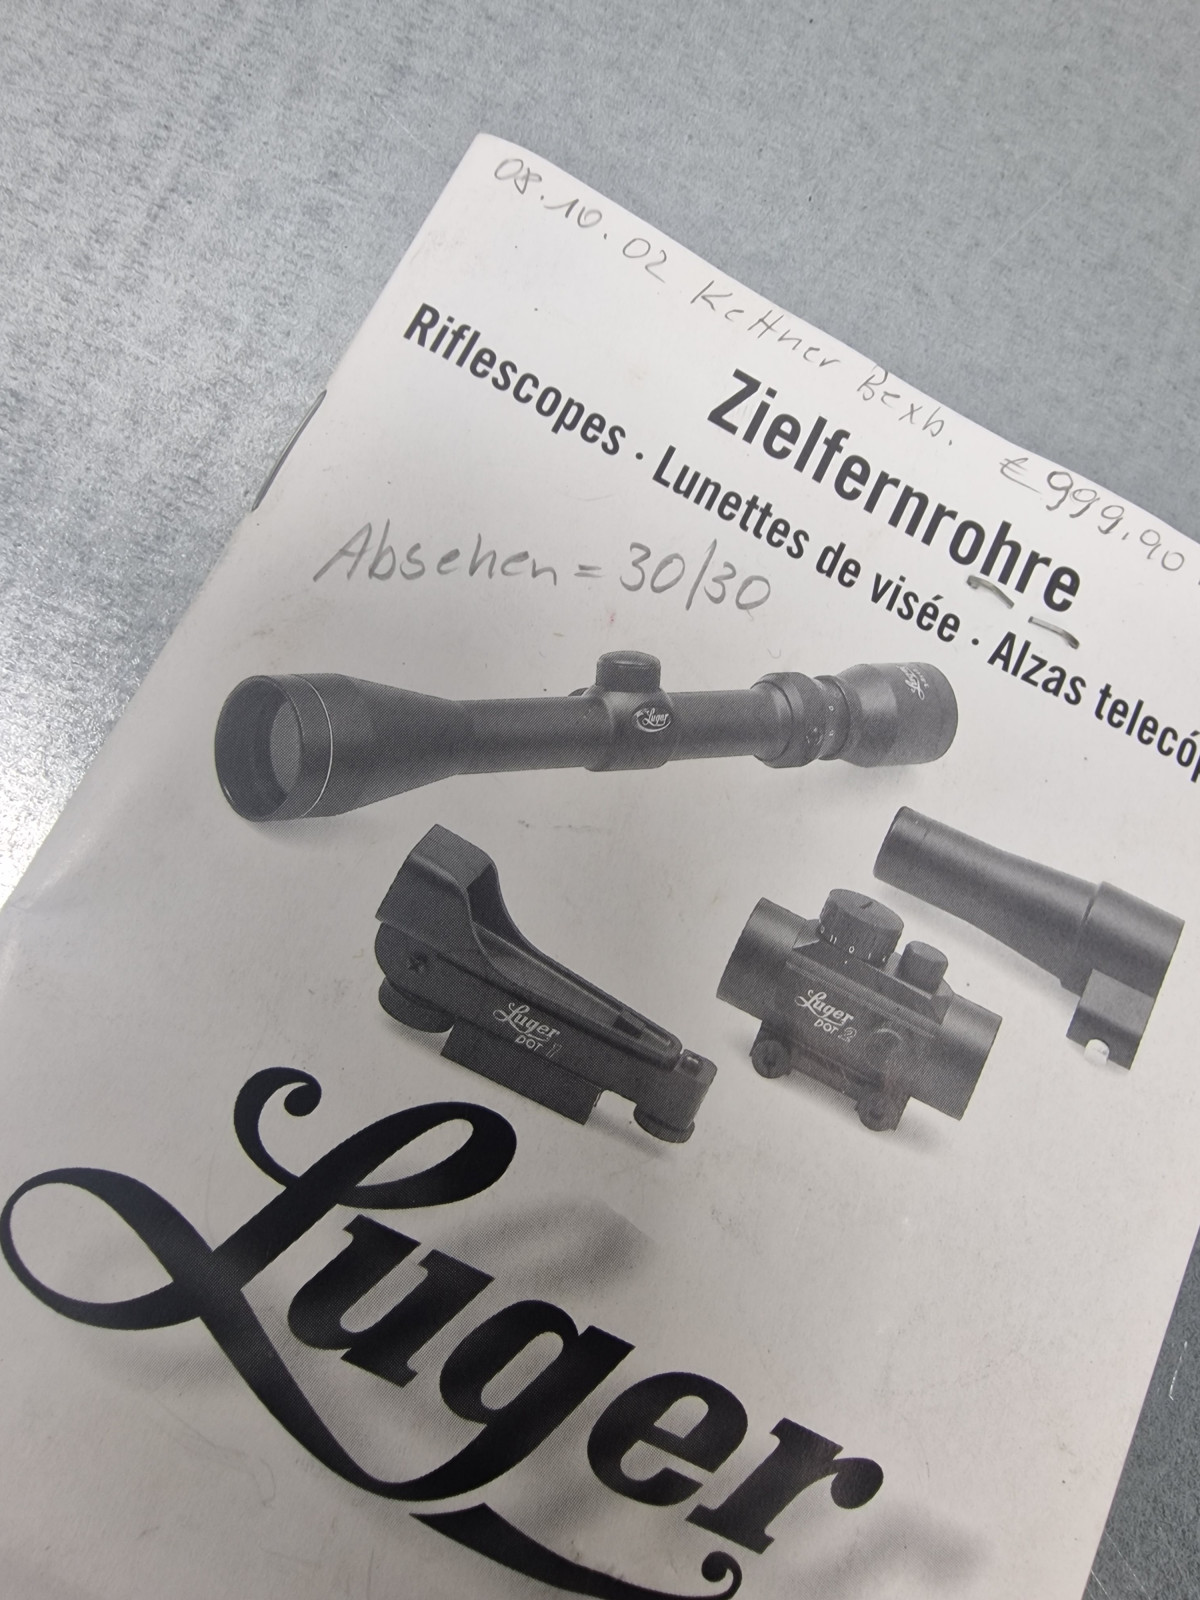 08.10.02 Kettner Bexb. € 999,90
Zielfernrohre
Riflescopes · Lunettes de visée · Alzas telecóp
Absehen = 30/30
Luger
Luger
DOT
Luger
DOT 2
Luger